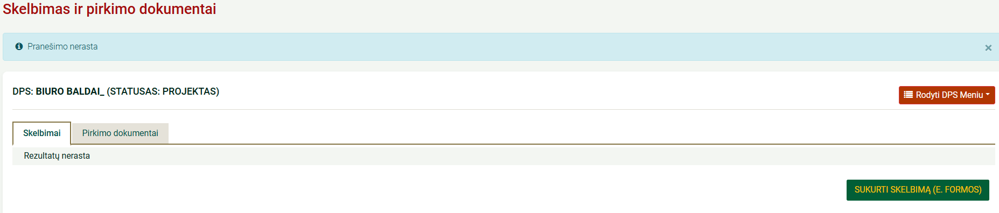 Skelbimas ir pirkimo dokumentai
Pranešimo nerasta
×
DPS: BIURO BALDAI_ (STATUSAS: PROJEKTAS)
Rodyti DPS Meniu
Skelbimai
Pirkimo dokumentai
Rezultatų nerasta
SUKURTI SKELBIMĄ (E. FORMOS)